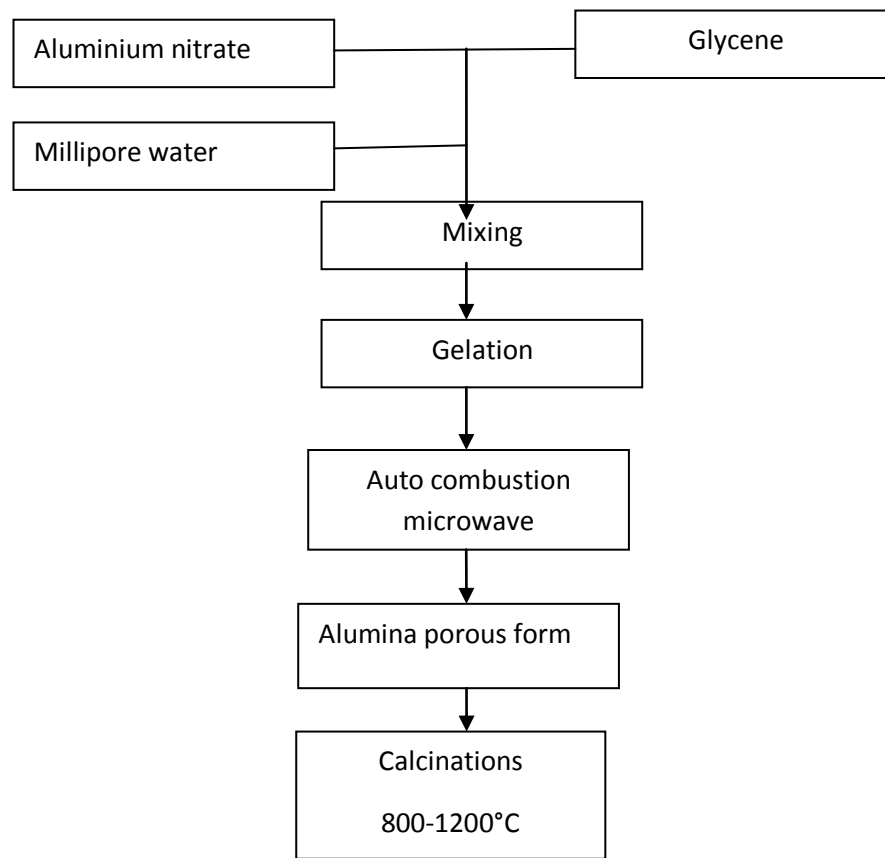 Aluminium nitrate
Glycene
Millipore water
Mixing
Gelation
Auto combustion
microwave
Alumina porous form
Calcinations
800-1200°C